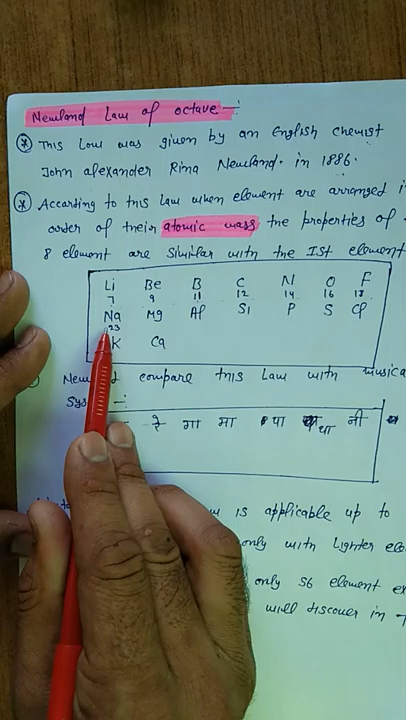 Newland Law of octave :-
* This Low was given by an English chemist
John alexander Rina Newland. in 1886.
* According to this Law when element are arranged i
order of their atomic mass the properties of
8 element are similar with the Ist element
Li Be B C N O F
7 9 11 12 14 16 18
Na Mg Al Si P S Cl
23
K Ca
compare this Law with musica
Sys :-
रे गा मा पा धा नी
is applicable up to
only with Lighter ele
only 56 element ex
will discover in